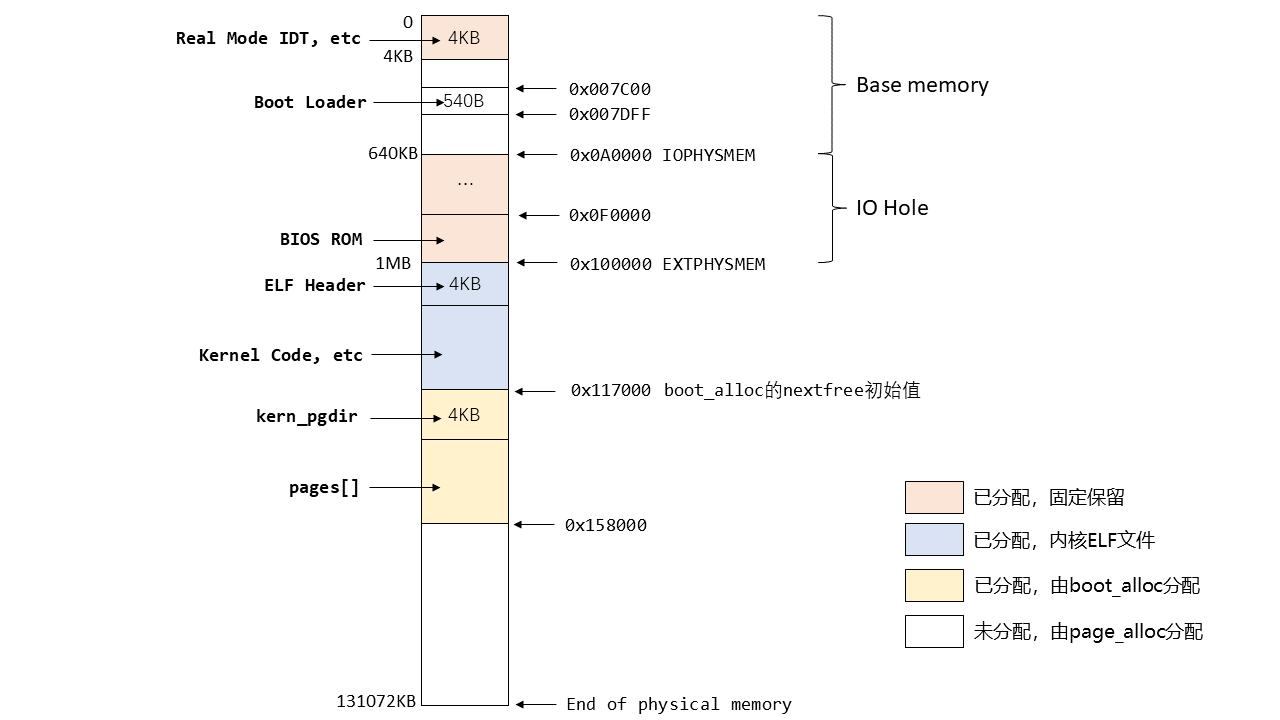 0
Real Mode IDT, etc
4KB
4KB
0x007C00
Base memory
Boot Loader
540B
0x007DFF
640KB
0x0A0000 IOPHYSMEM
...
0x0F0000
IO Hole
BIOS ROM
1MB
0x100000 EXTPHYSMEM
ELF Header
4KB
Kernel Code, etc
0x117000 boot_alloc的nextfree初始值
kern_pgdir
4KB
pages[]
0x158000
已分配，固定保留
已分配，内核ELF文件
已分配，由boot_alloc分配
未分配，由page_alloc分配
131072KB
End of physical memory